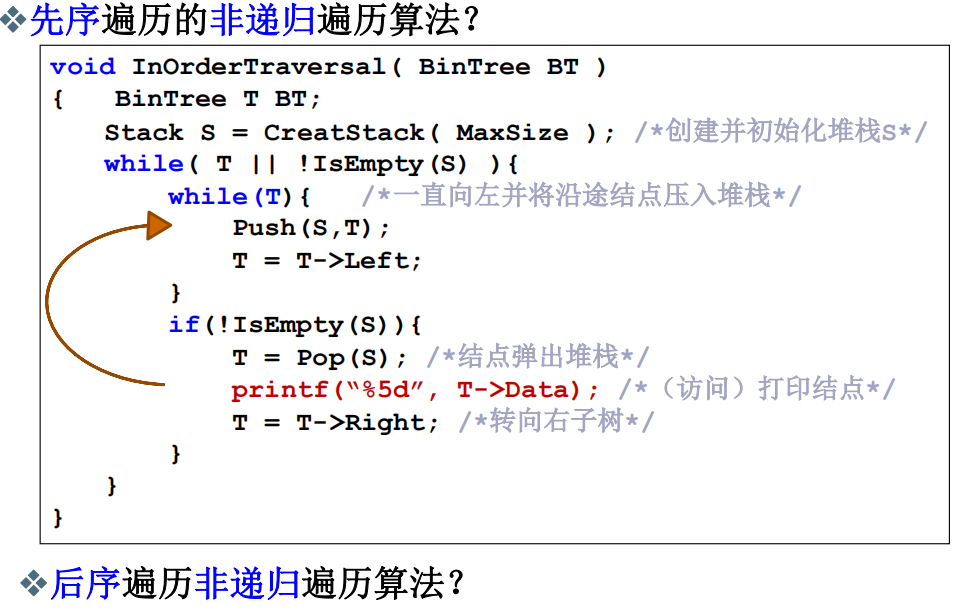 ❖先序遍历的非递归遍历算法？
void InOrderTraversal( BinTree BT )
{ BinTree T BT;
Stack S = CreatStack( MaxSize ); /*创建并初始化堆栈S*/
while( T || !IsEmpty(S) ){
while(T){ /*一直向左并将沿途结点压入堆栈*/
Push(S,T);
T = T->Left;
}
if(!IsEmpty(S)){
T = Pop(S); /*结点弹出堆栈*/
printf(“%5d”, T->Data); /*（访问）打印结点*/
T = T->Right; /*转向右子树*/
}
}
}
❖后序遍历非递归遍历算法？